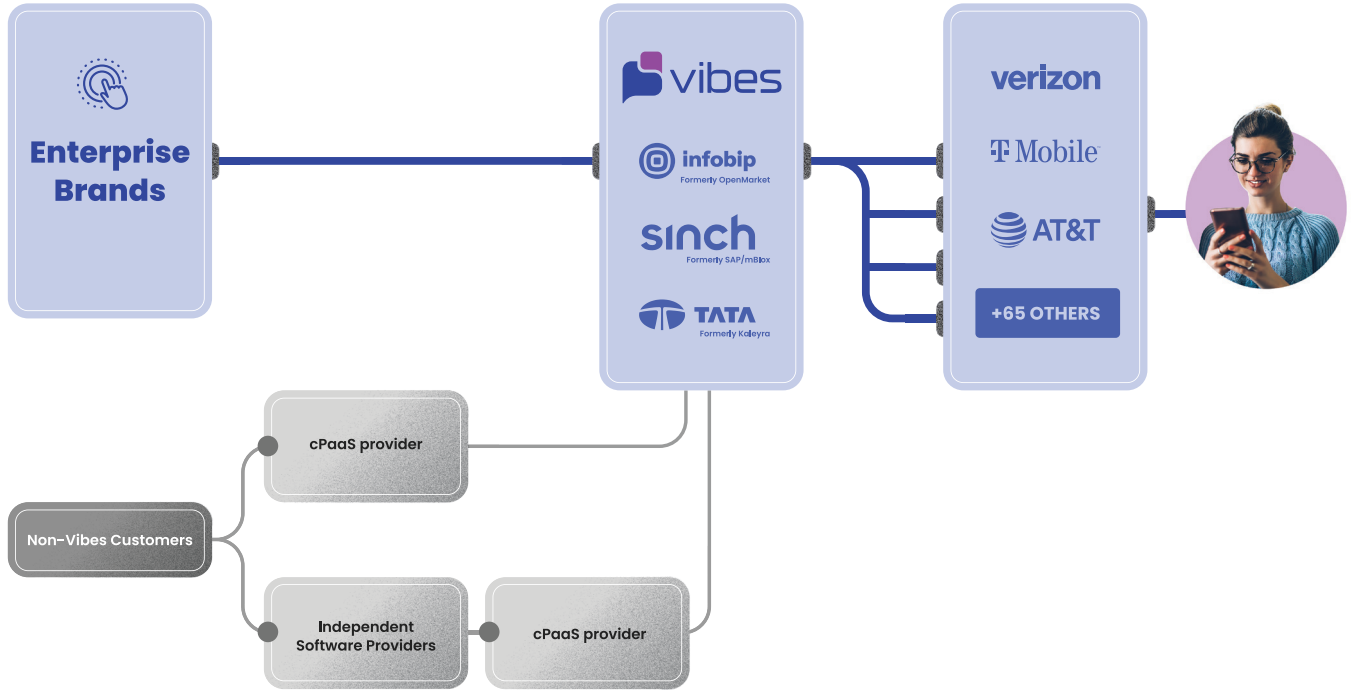 Enterprise
Brands
vibes
infobip
Formerly OpenMarket
sinch
Formerly SAP/mBlox
TATA
Formerly Kaleyra
verizon
T Mobile
AT&T
+65 OTHERS
cPaaS provider
Non-Vibes Customers
Independent
Software Providers
cPaaS provider